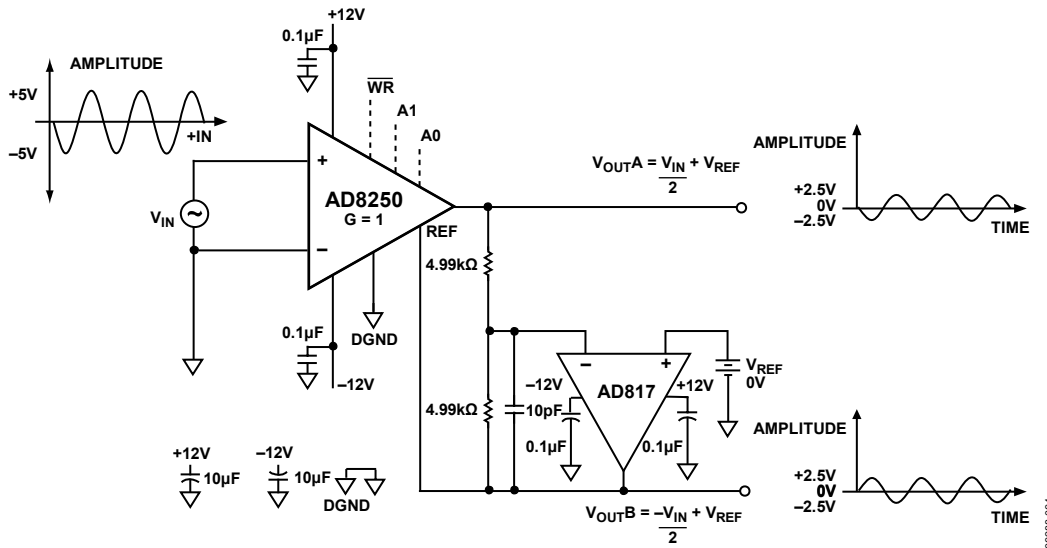 +12V
0.1µF
AMPLITUDE
+5V
–5V
+IN
WR
A1
A0
+
AD8250
G = 1
–
REF
VIN
DGND
0.1µF
–12V
VOUTA = VIN + VREF
2
AMPLITUDE
+2.5V
0V
–2.5V
TIME
4.99kΩ
4.99kΩ
–
+
AD817
–12V
10pF
0.1µF
+12V
0.1µF
VREF
0V
+12V
10µF
–12V
10µF
DGND
VOUTB = –VIN + VREF
2
AMPLITUDE
+2.5V
0V
–2.5V
TIME